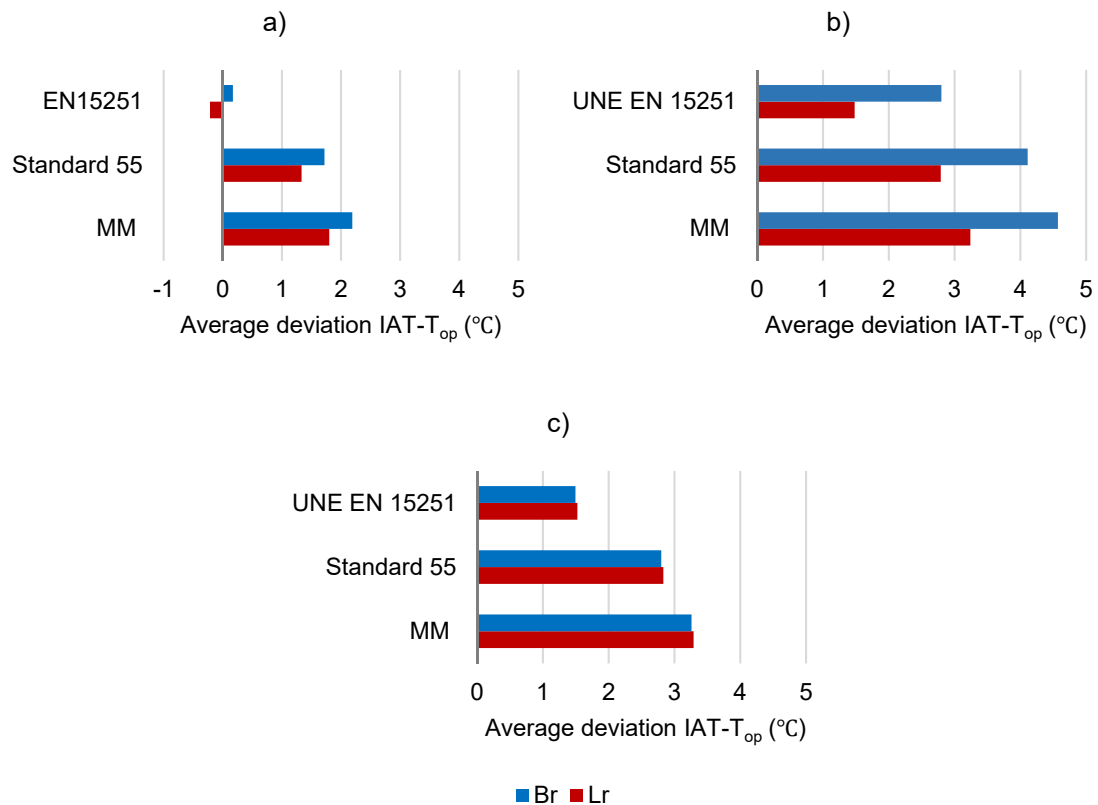 a)
EN15251
Standard 55
MM
-1 0 1 2 3 4 5
Average deviation IAT-Top (°C)
b)
UNE EN 15251
Standard 55
MM
0 1 2 3 4 5
Average deviation IAT-Top (°C)
c)
UNE EN 15251
Standard 55
MM
0 1 2 3 4 5
Average deviation IAT-Top (°C)
Br Lr